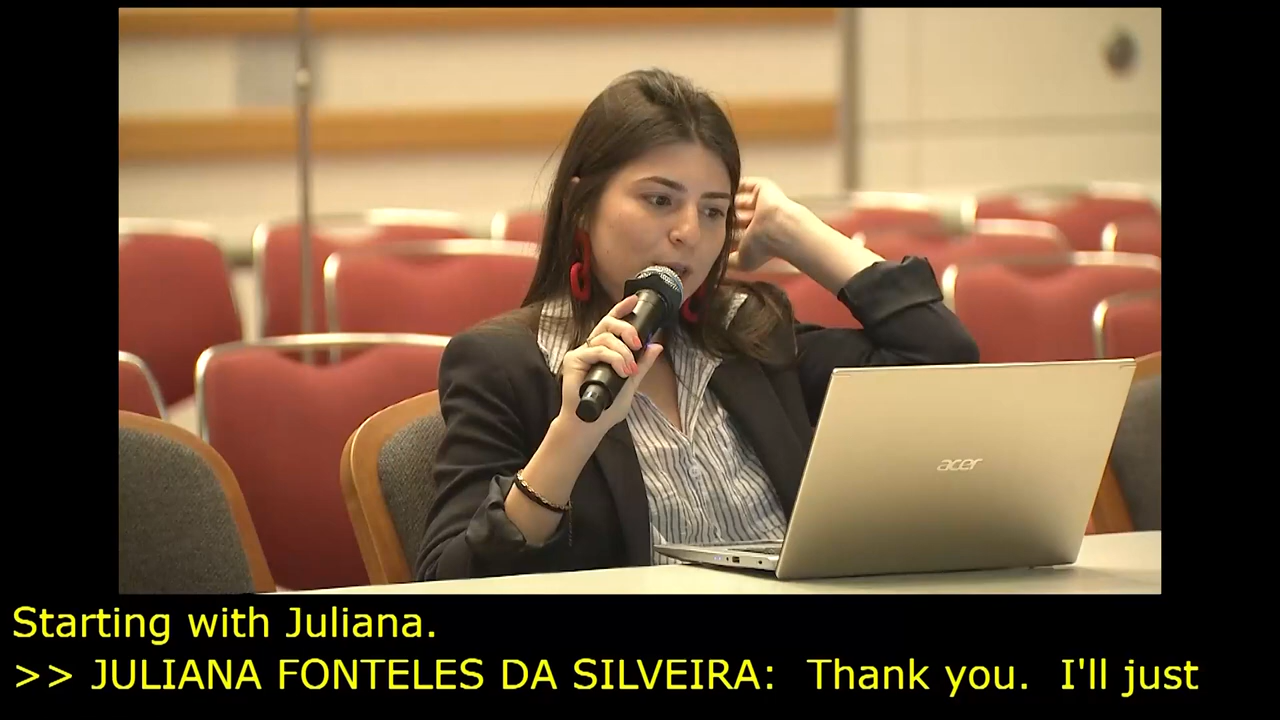 acer
Starting with Juliana.
>> JULIANA FONTELES DA SILVEIRA:  Thank you.  I'll just